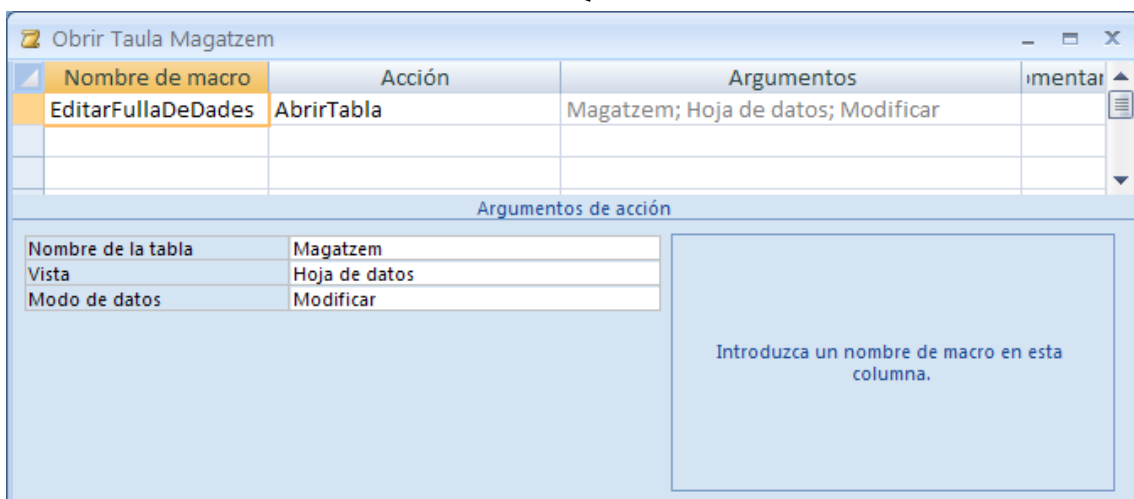 Obrir Taula Magatzem
Nombre de macro Acción Argumentos omentar
EditarFullaDeDades AbrirTabla Magatzem; Hoja de datos; Modificar
Argumentos de acción
Nombre de la tabla Magatzem
Vista Hoja de datos
Modo de datos Modificar
Introduzca un nombre de macro en esta
columna.